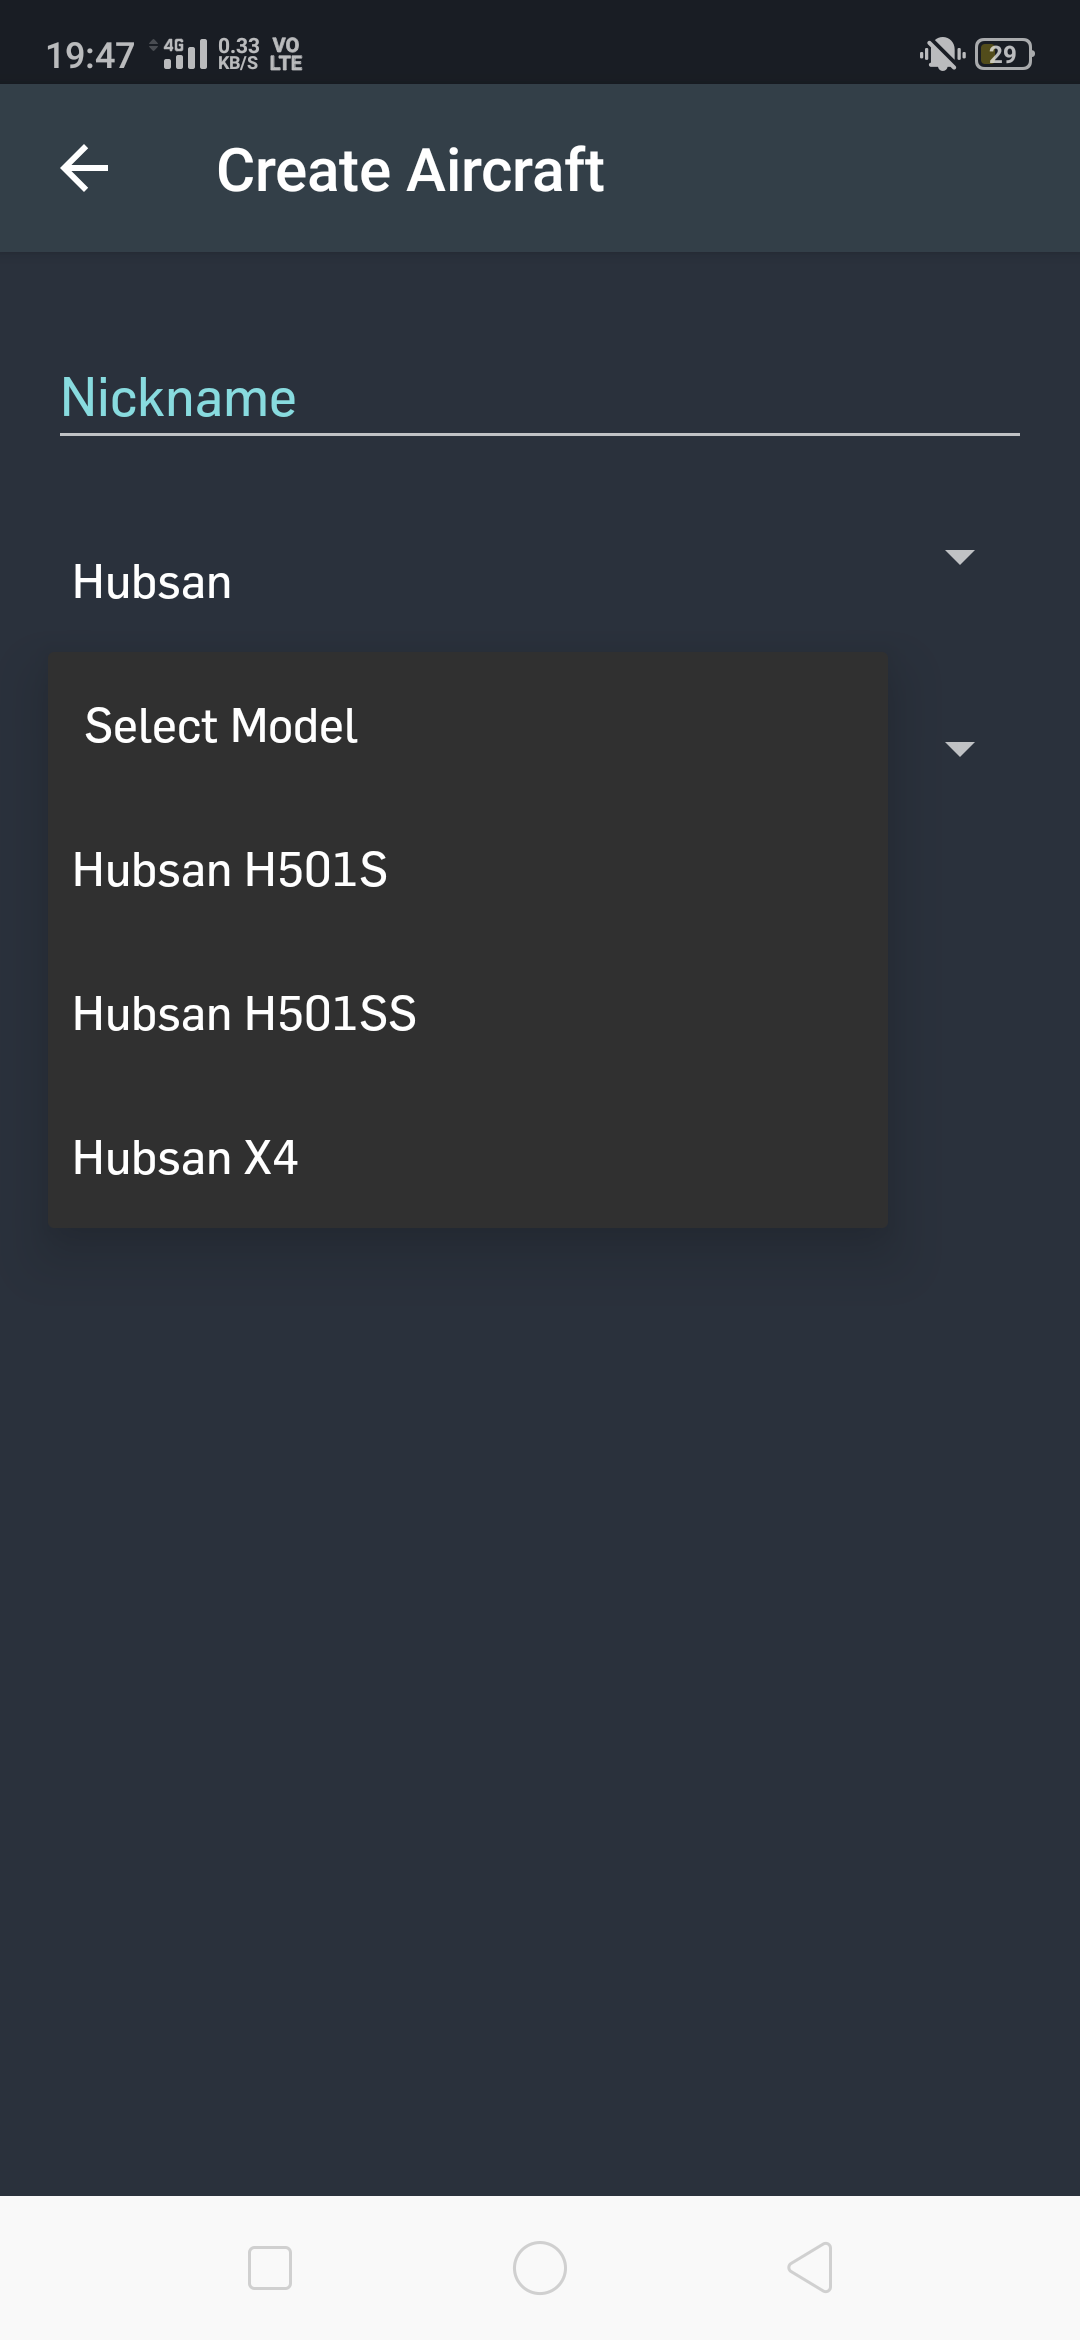 19:47 4G 0.33 KB/S VO LTE 29
Create Aircraft
Nickname
Hubsan
Select Model
Hubsan H501S
Hubsan H501SS
Hubsan X4